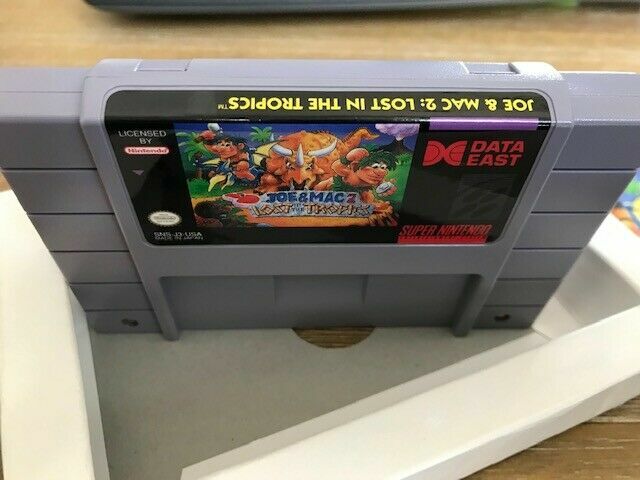 JOE & MAC 2: LOST IN THE TROPICS™
LICENSED
BY
Nintendo
DATA
EAST
JOE & MAC 2
LOST IN THE TROPICS
SNS-J3-USA
MADE IN JAPAN
SUPER NINTENDO